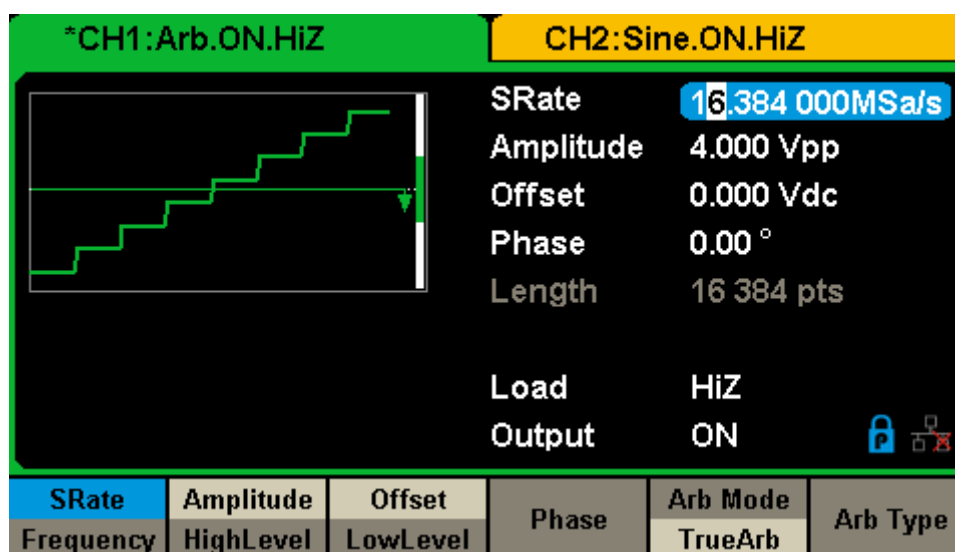 *CH1:Arb.ON.HiZ CH2:Sine.ON.HiZ
SRate 16.384 000MSa/s
Amplitude 4.000 Vpp
Offset 0.000 Vdc
Phase 0.00 °
Length 16 384 pts
Load HiZ
Output ON
P
SRate Amplitude Offset Phase Arb Mode Arb Type
Frequency HighLevel LowLevel TrueArb